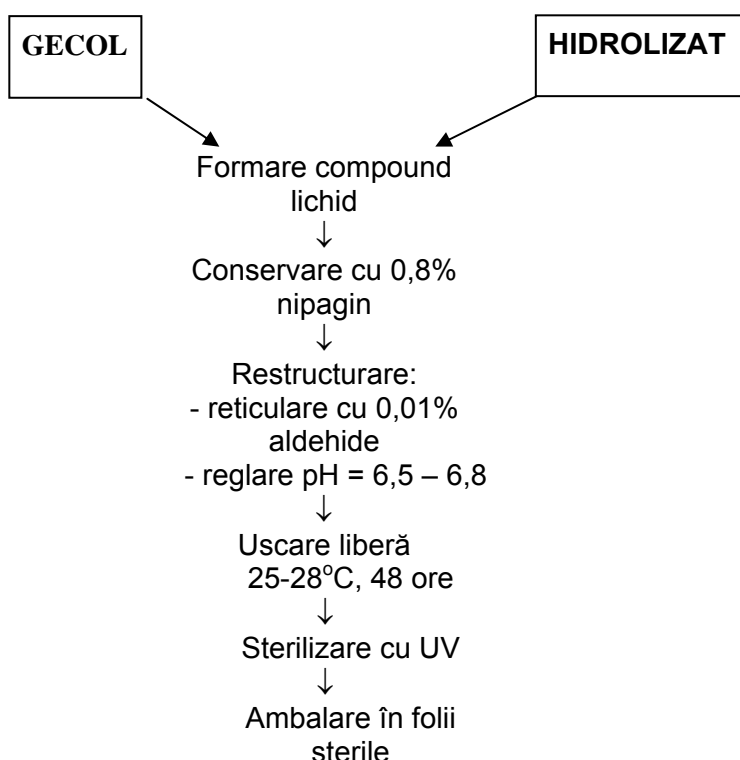 GECOL
HIDROLIZAT
Formare compound
lichid
↓
Conservare cu 0,8%
nipagin
↓
Restructurare:
- reticulare cu 0,01%
aldehide
- reglare pH = 6,5 – 6,8
↓
Uscare liberă
25-28°C, 48 ore
↓
Sterilizare cu UV
↓
Ambalare în folii
sterile